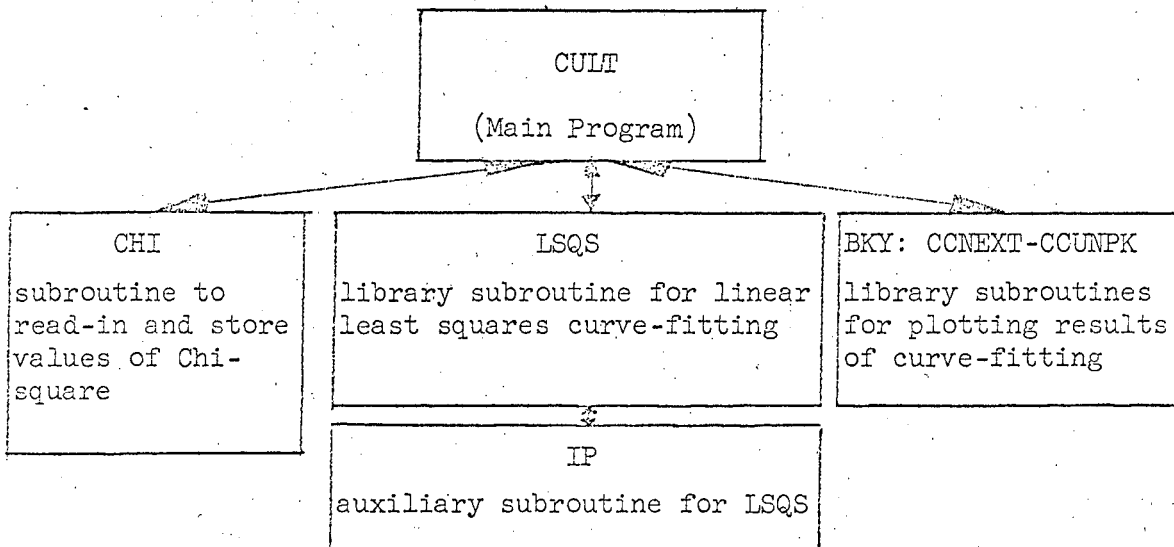 CULT
(Main Program)
CHI
subroutine to
read-in and store
values of Chi-
square
LSQS
library subroutine for linear
least squares curve-fitting
BKY: CCNEXT-CCUNPK
library subroutines
for plotting results
of curve-fitting
IP
auxiliary subroutine for LSQS